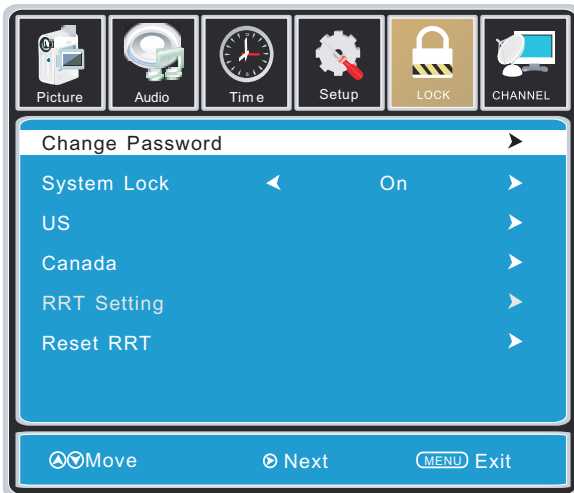 Picture Audio Time Setup LOCK CHANNEL
Change Password
System Lock On
US
Canada
RRT Setting
Reset RRT
Move Next MENU Exit